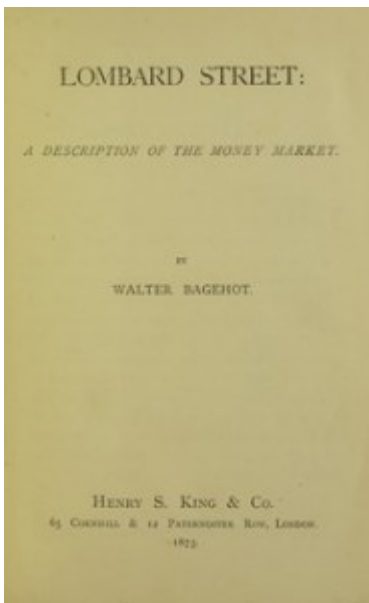 LOMBARD STREET:
A DESCRIPTION OF THE MONEY MARKET.
BY
WALTER BAGEHOT.
HENRY S. KING & Co.
65 CORNHILL & 12 PATERNOSTER ROW, LONDON.
1873.